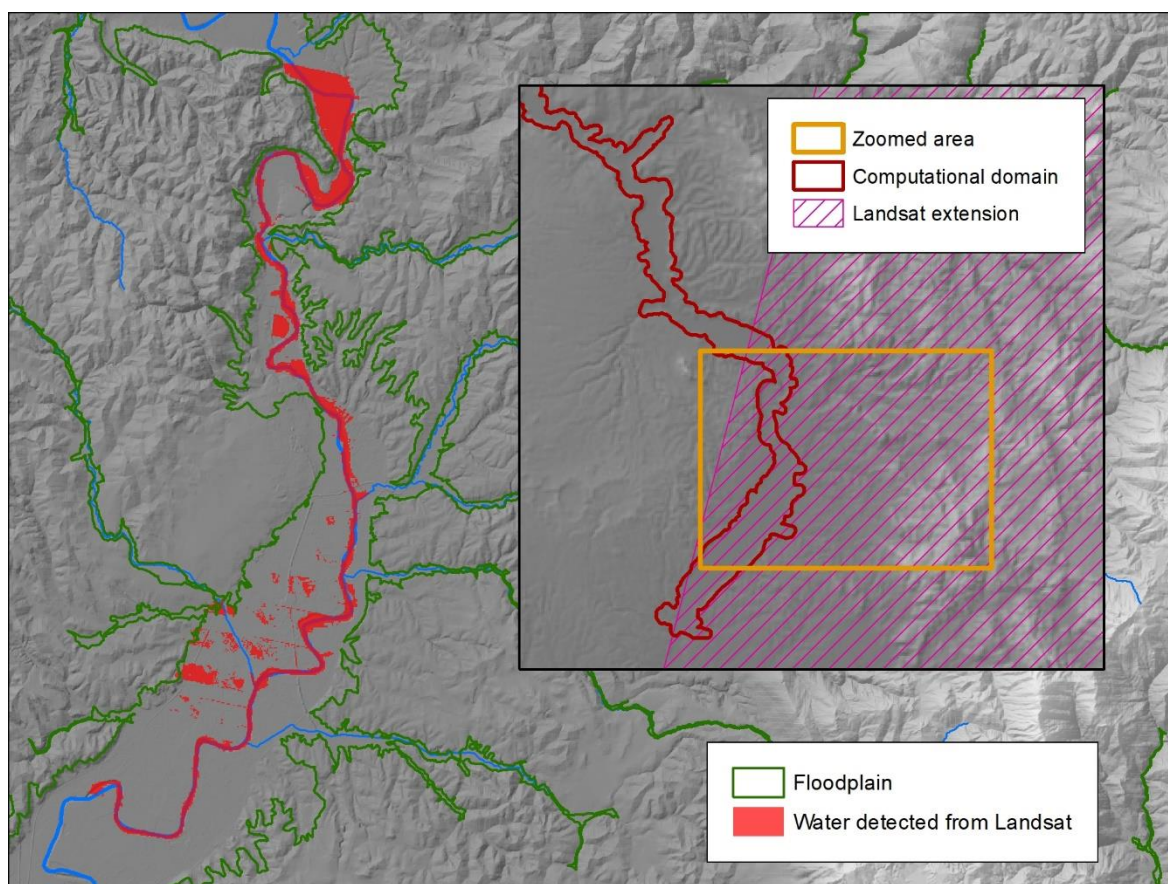 Zoomed area
Computational domain
Landsat extension
Floodplain
Water detected from Landsat